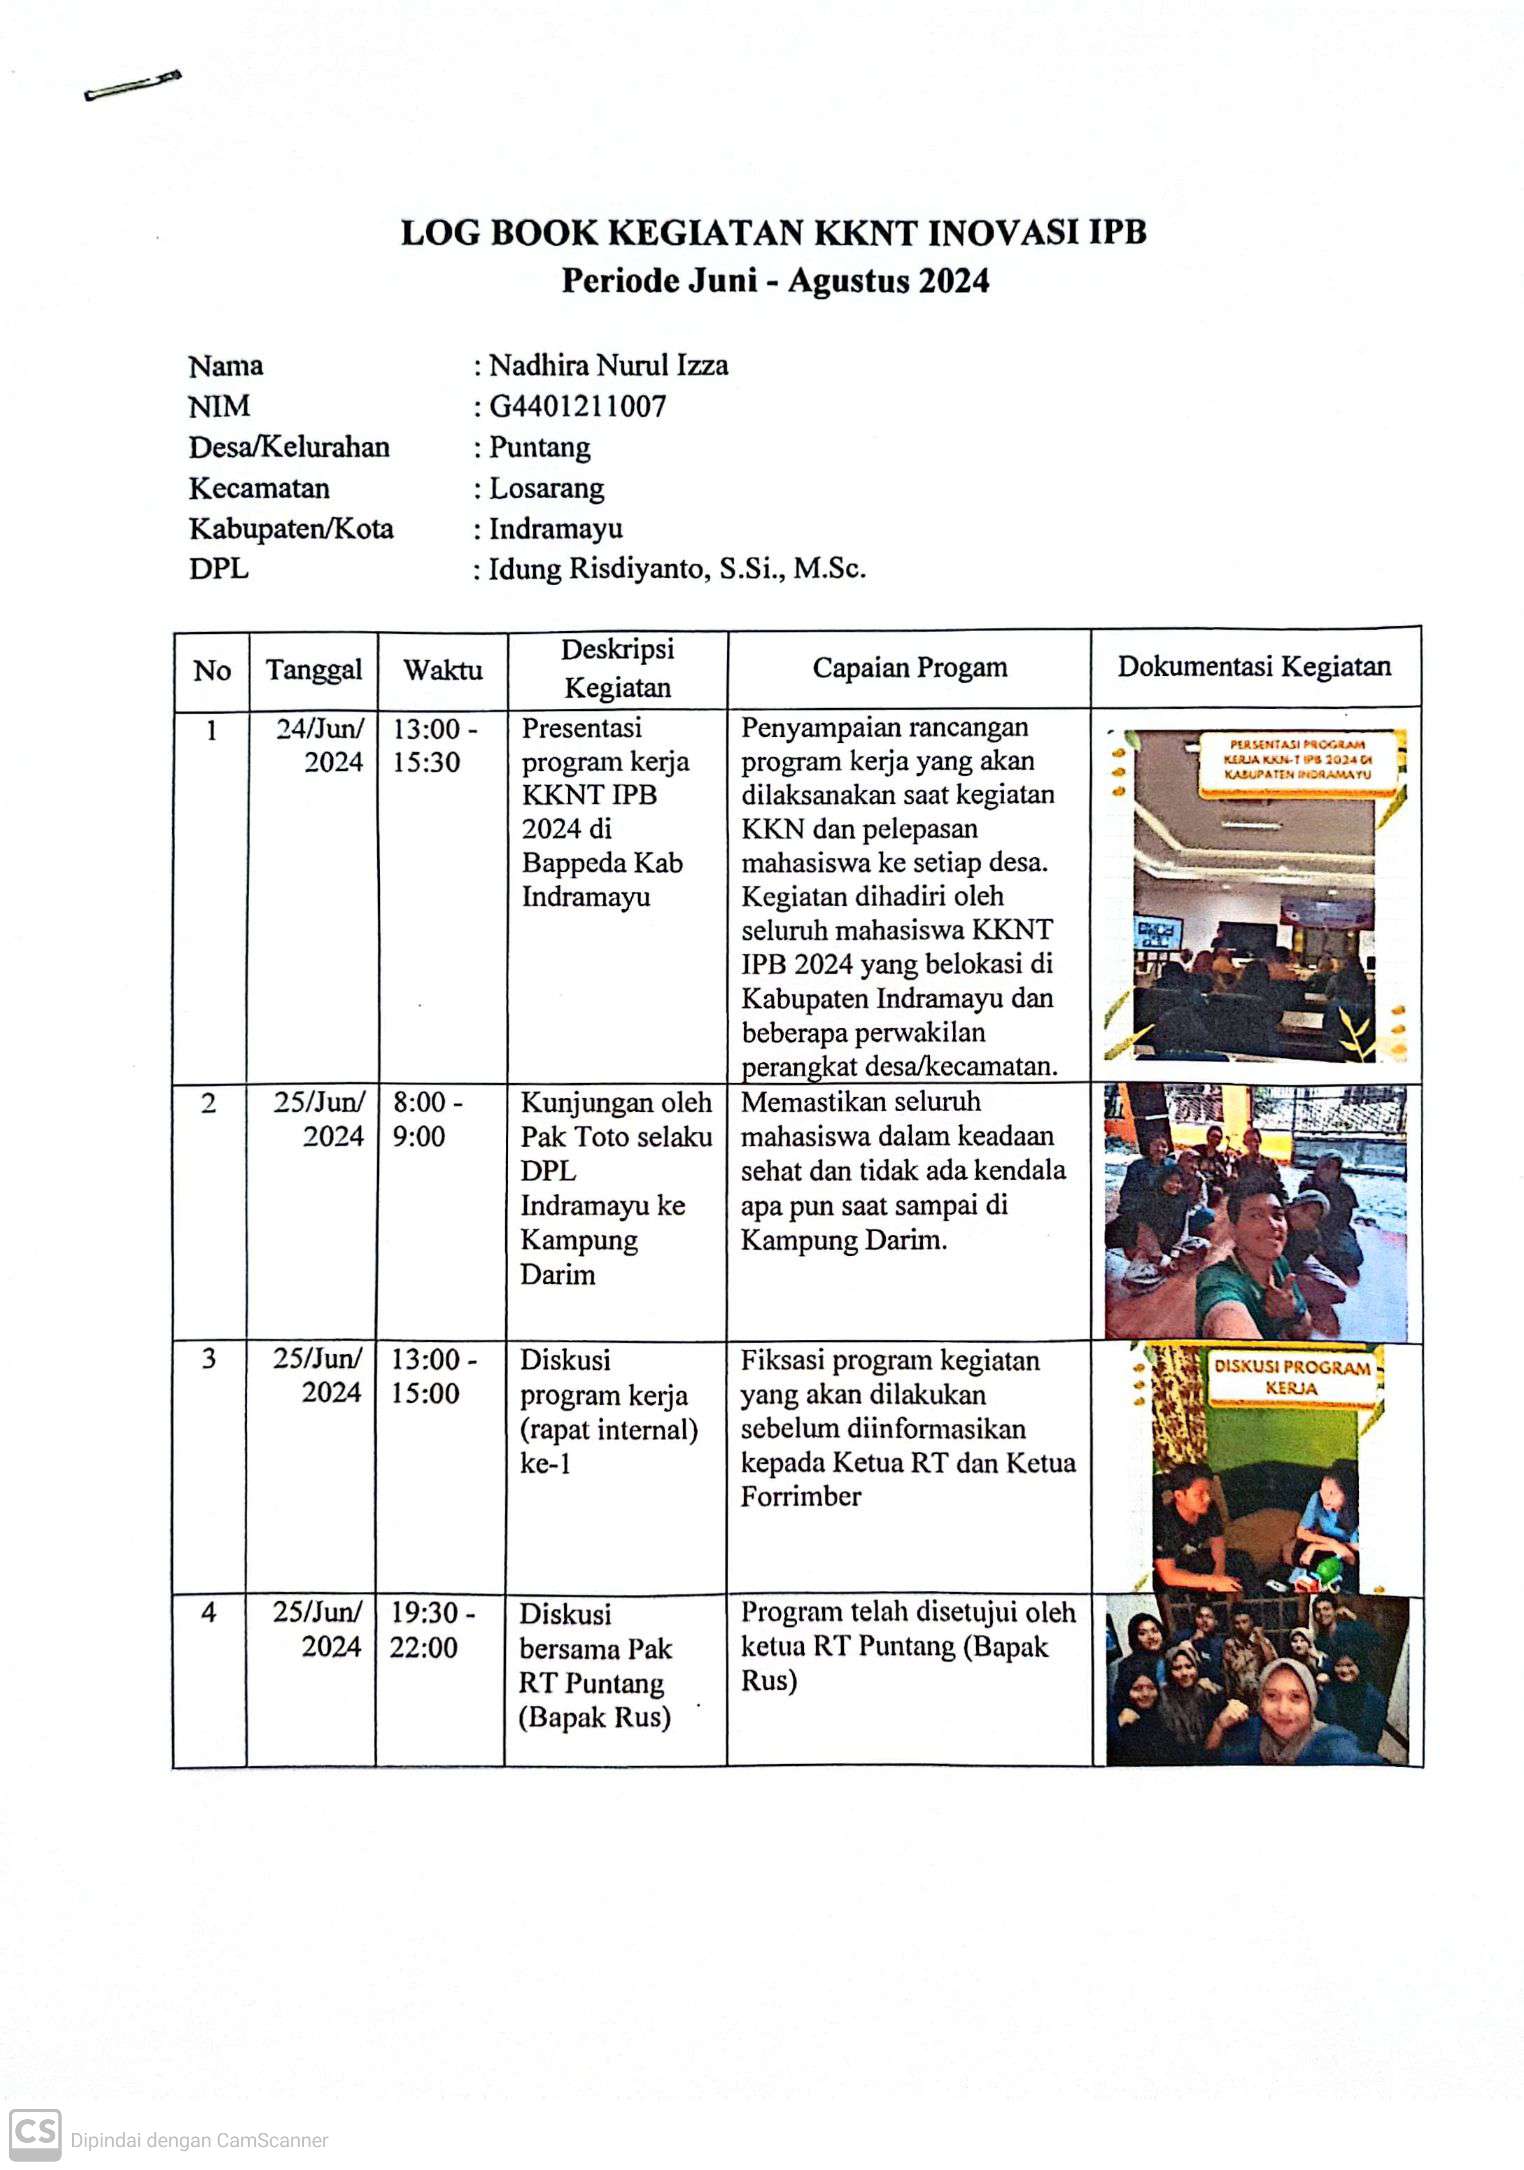 LOG BOOK KEGIATAN KKNT INOVASI IPB
Periode Juni - Agustus 2024
Nama : Nadhira Nurul Izza
NIM : G4401211007
Desa/Kelurahan : Puntang
Kecamatan : Losarang
Kabupaten/Kota : Indramayu
DPL : Idung Risdiyanto, S.Si., M.Sc.
No
Tanggal
Waktu
Deskripsi
Kegiatan
Capaian Progam
Dokumentasi Kegiatan
1
24/Jun/
2024
13:00 -
15:30
Presentasi
program kerja
KKNT IPB
2024 di
Bappeda Kab
Indramayu
Penyampaian rancangan
program kerja yang akan
dilaksanakan saat kegiatan
KKN dan pelepasan
mahasiswa ke setiap desa.
Kegiatan dihadiri oleh
seluruh mahasiswa KKNT
IPB 2024 yang belokasi di
Kabupaten Indramayu dan
beberapa perwakilan
perangkat desa/kecamatan.
PERSENTASI PROGRAM
KERJA KKN-T IPB 2024 DI
KABUPATEN INDRAMAYU
2
25/Jun/
2024
8:00 -
9:00
Kunjungan oleh
Pak Toto selaku
DPL
Indramayu ke
Kampung
Darim
Memastikan seluruh
mahasiswa dalam keadaan
sehat dan tidak ada kendala
apa pun saat sampai di
Kampung Darim.
3
25/Jun/
2024
13:00 -
15:00
Diskusi
program kerja
(rapat internal)
ke-1
Fiksasi program kegiatan
yang akan dilakukan
sebelum diinformasikan
kepada Ketua RT dan Ketua
Forrimber
DISKUSI PROGRAM
KERJA
4
25/Jun/
2024
19:30 -
22:00
Diskusi
bersama Pak
RT Puntang
(Bapak Rus)
Program telah disetujui oleh
ketua RT Puntang (Bapak
Rus)
CS Dipindai dengan CamScanner